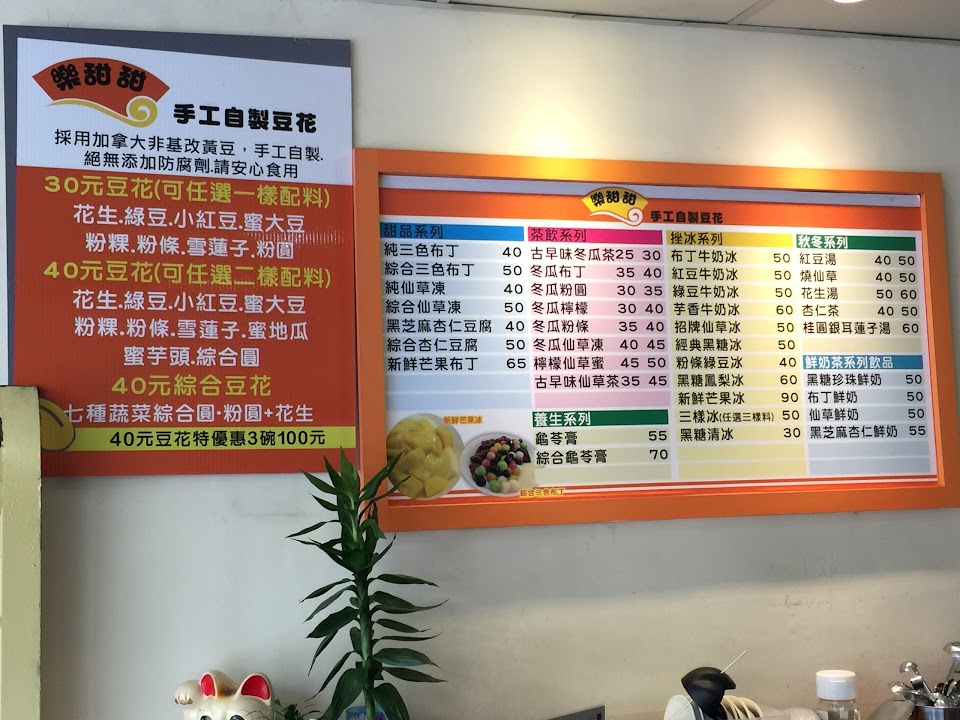 樂甜甜
手工自製豆花
採用加拿大非基改黃豆，手工自製.
絕無添加防腐劑.請安心食用
30元豆花(可任選一樣配料)
花生.綠豆.小紅豆.蜜大豆
粉粿.粉條.雪蓮子.粉圓
40元豆花(可任選二樣配料)
花生.綠豆.小紅豆.蜜大豆
粉粿.粉條.雪蓮子.蜜地瓜
蜜芋頭.綜合圓
40元綜合豆花
七種蔬菜綜合圓·粉圓+花生
40元豆花特優惠3碗100元
樂甜甜
手工自製豆花
甜品系列
純三色布丁 40
綜合三色布丁 50
純仙草凍 40
綜合仙草凍 50
黑芝麻杏仁豆腐 40
綜合杏仁豆腐 50
新鮮芒果布丁 65
新鮮芒果冰
綜合三色布丁
茶飲系列
古早味冬瓜茶25 30
冬瓜布丁 35 40
冬瓜粉圓 30 35
冬瓜檸檬 30 40
冬瓜粉條 35 40
冬瓜仙草凍 40 45
檸檬仙草蜜 45 50
古早味仙草茶35 45
養生系列
龜苓膏 55
綜合龜苓膏 70
挫冰系列
布丁牛奶冰 50
紅豆牛奶冰 50
綠豆牛奶冰 50
芋香牛奶冰 60
招牌仙草冰 50
經典黑糖冰 50
粉條綠豆冰 40
黑糖鳳梨冰 60
新鮮芒果冰 90
三樣冰(任選三樣料) 50
黑糖清冰 30
秋冬系列
紅豆湯 40 50
燒仙草 40 50
花生湯 50 60
杏仁茶 40 50
桂圓銀耳蓮子湯 60
鮮奶茶系列飲品
黑糖珍珠鮮奶 50
布丁鮮奶 50
仙草鮮奶 50
黑芝麻杏仁鮮奶 55